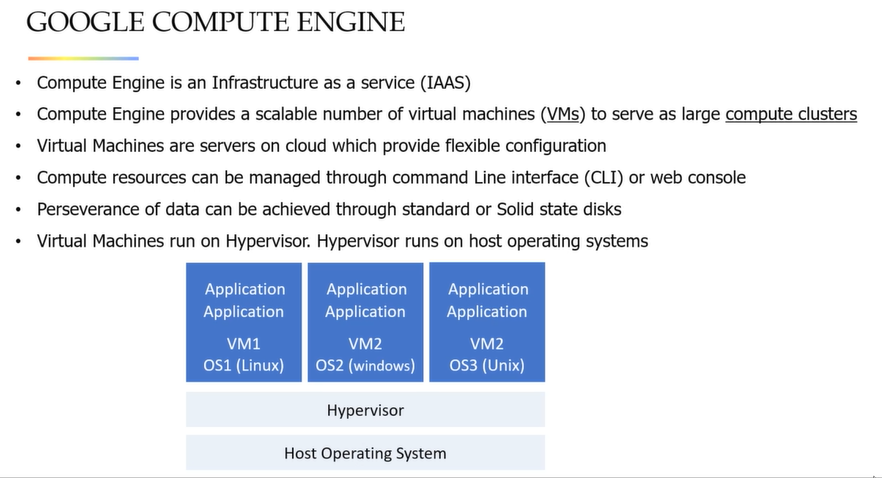 GOOGLE COMPUTE ENGINE
• Compute Engine is an Infrastructure as a service (IAAS)
• Compute Engine provides a scalable number of virtual machines (VMs) to serve as large compute clusters
• Virtual Machines are servers on cloud which provide flexible configuration
• Compute resources can be managed through command Line interface (CLI) or web console
• Perseverance of data can be achieved through standard or Solid state disks
• Virtual Machines run on Hypervisor. Hypervisor runs on host operating systems
Application
Application
VM1
OS1 (Linux)
Application
Application
VM2
OS2 (windows)
Application
Application
VM2
OS3 (Unix)
Hypervisor
Host Operating System